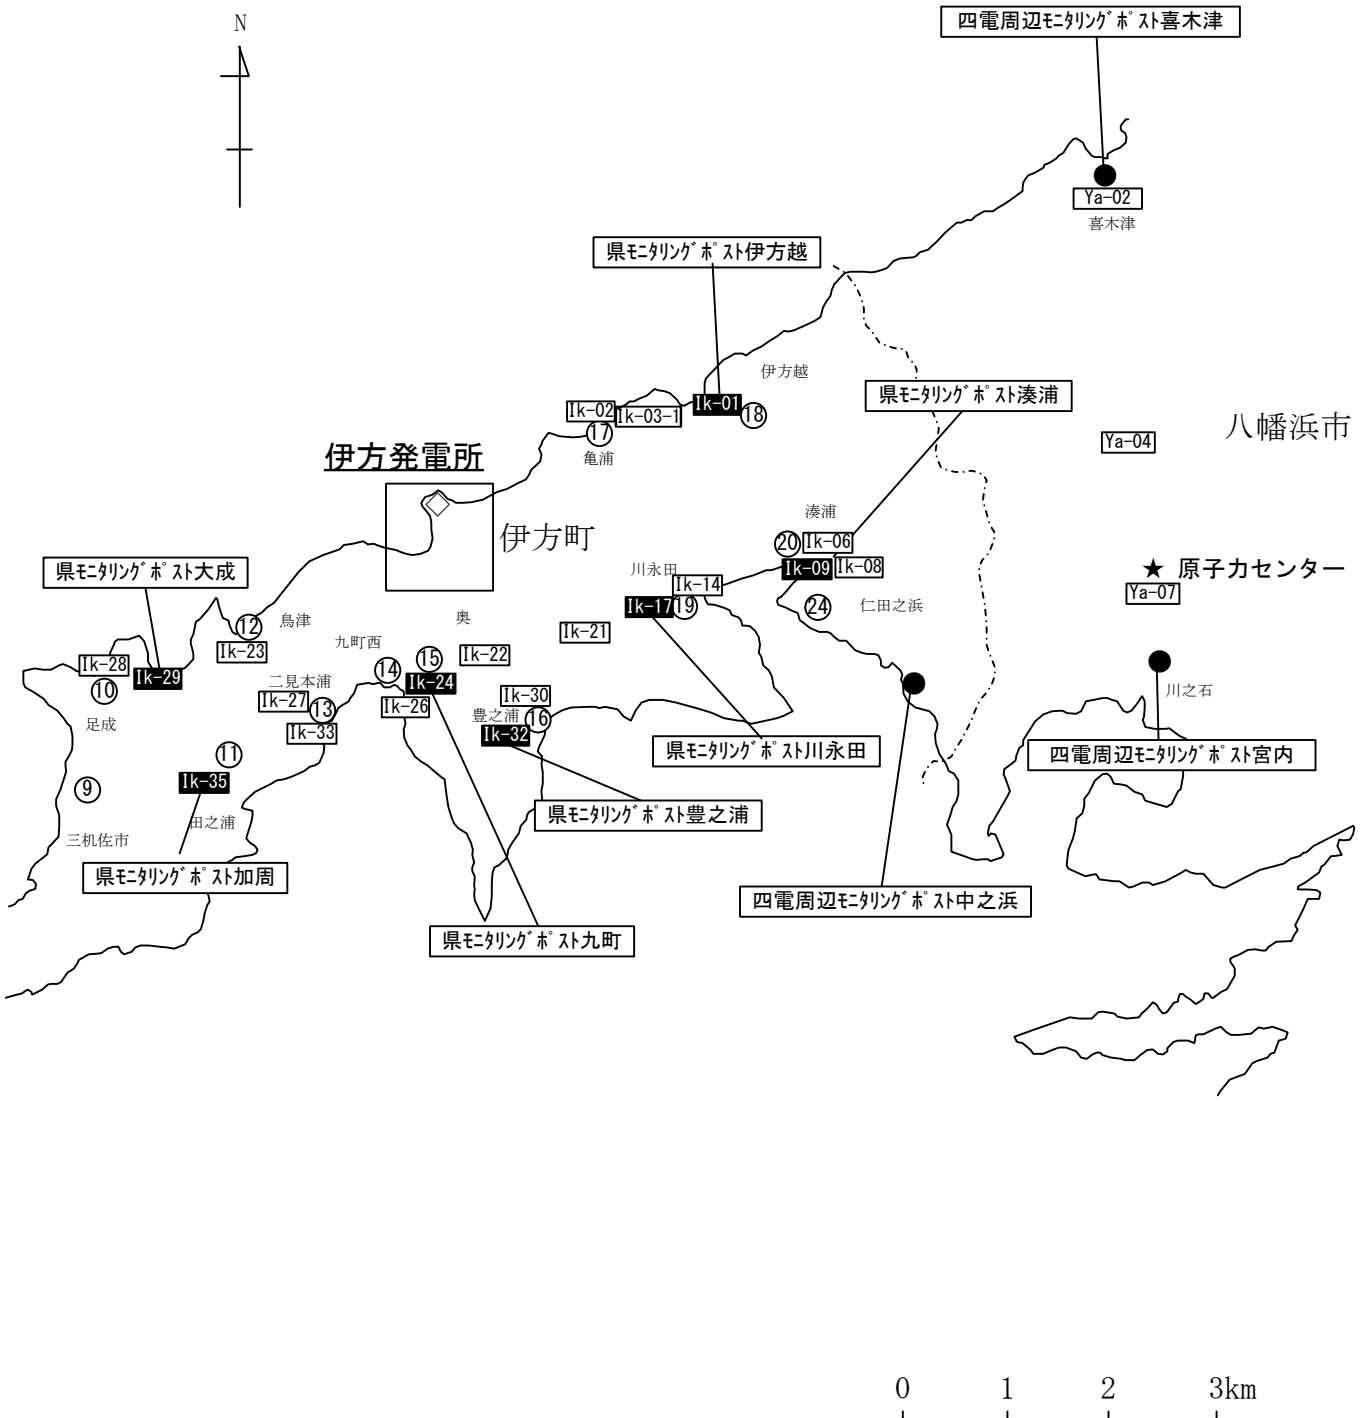 四電周辺ﾓﾆﾀﾘﾝｸﾞﾎﾟｽﾄ喜木津
N
Ya-02
喜木津
県ﾓﾆﾀﾘﾝｸﾞﾎﾟｽﾄ伊方越
伊方越
県ﾓﾆﾀﾘﾝｸﾞﾎﾟｽﾄ湊浦
Ik-02
Ik-03-1
Ik-01
⑱
⑰
亀浦
Ya-04
八幡浜市
伊方発電所
伊方町
湊浦
⑳
Ik-06
県ﾓﾆﾀﾘﾝｸﾞﾎﾟｽﾄ大成
川永田
Ik-14
Ik-09
Ik-08
★ 原子力センター
Ya-07
Ik-17
⑲
㉔
仁田之浜
⑫
鳥津
奥
Ik-21
九町西
Ik-23
Ik-28
Ik-29
⑭
⑮
Ik-22
Ik-24
⑩
二見本浦
Ik-27
⑬
Ik-26
Ik-30
川之石
足成
Ik-33
豊之浦
⑯
Ik-32
⑪
県ﾓﾆﾀﾘﾝｸﾞﾎﾟｽﾄ川永田
四電周辺ﾓﾆﾀﾘﾝｸﾞﾎﾟｽﾄ宮内
Ik-35
⑨
県ﾓﾆﾀﾘﾝｸﾞﾎﾟｽﾄ豊之浦
田之浦
三机佐市
県ﾓﾆﾀﾘﾝｸﾞﾎﾟｽﾄ加周
四電周辺ﾓﾆﾀﾘﾝｸﾞﾎﾟｽﾄ中之浜
県ﾓﾆﾀﾘﾝｸﾞﾎﾟｽﾄ九町
0 1 2 3km